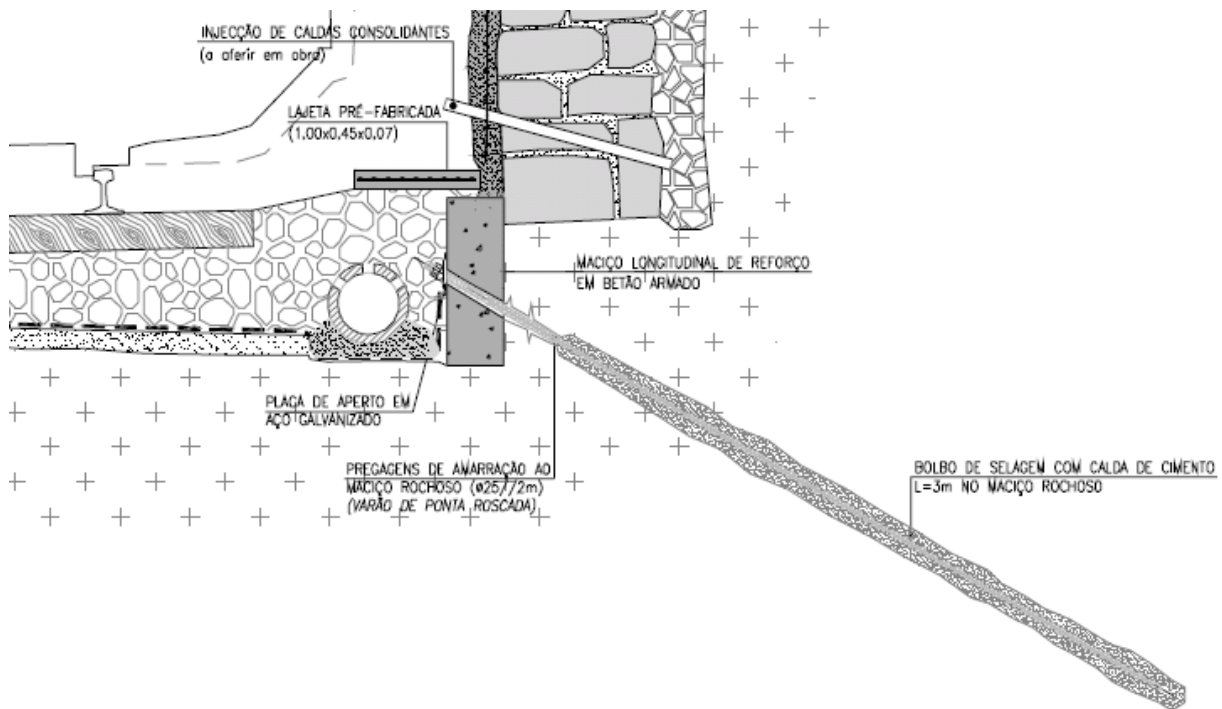 INJECÇÃO DE CALDAS CONSOLIDANTES
(a aferir em obra)
LAJETA PRÉ-FABRICADA
(1.00x0.45x0.07)
MACIÇO LONGITUDINAL DE REFORÇO
EM BETÃO ARMADO
PLACA DE APERTO EM
AÇO GALVANIZADO
PREGAGENS DE AMARRAÇÃO AO
MACIÇO ROCHOSO (ø25//2m)
(VARÃO DE PONTA ROSCADA)
BOLBO DE SELAGEM COM CALDA DE CIMENTO
L=3m NO MACIÇO ROCHOSO